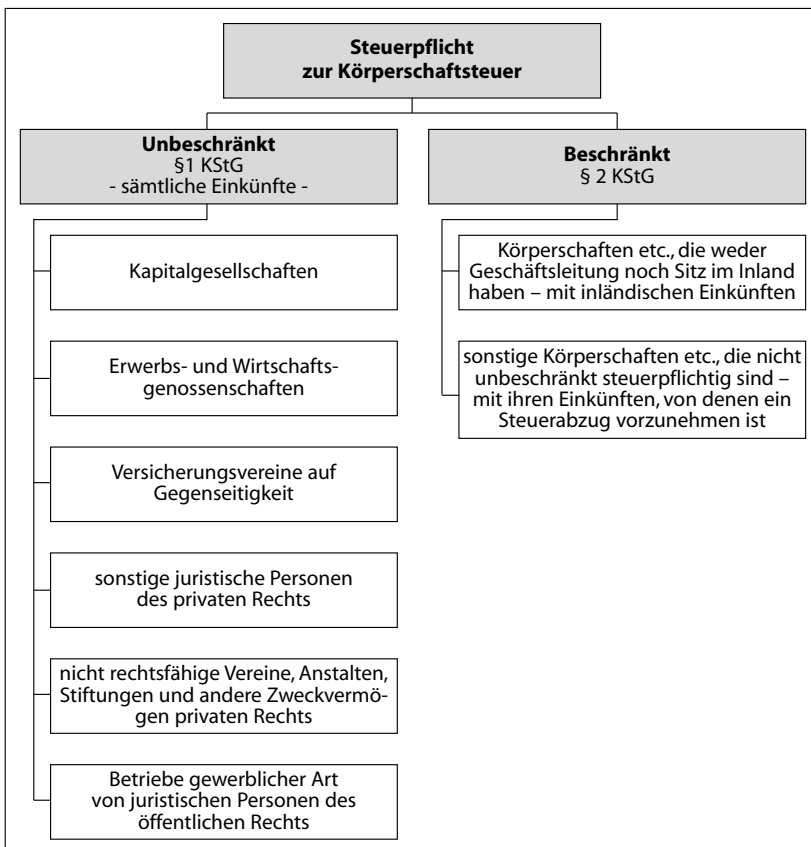 Steuerpflicht
zur Körperschaftsteuer
Unbeschränkt
§1 KStG
- sämtliche Einkünfte -
Kapitalgesellschaften
Erwerbs- und Wirtschafts-
genossenschaften
Versicherungsvereine auf
Gegenseitigkeit
sonstige juristische Personen
des privaten Rechts
nicht rechtsfähige Vereine, Anstalten,
Stiftungen und andere Zweckvermö-
gen privaten Rechts
Betriebe gewerblicher Art
von juristischen Personen des
öffentlichen Rechts
Beschränkt
§ 2 KStG
Körperschaften etc., die weder
Geschäftsleitung noch Sitz im Inland
haben – mit inländischen Einkünften
sonstige Körperschaften etc., die nicht
unbeschränkt steuerpflichtig sind –
mit ihren Einkünften, von denen ein
Steuerabzug vorzunehmen ist